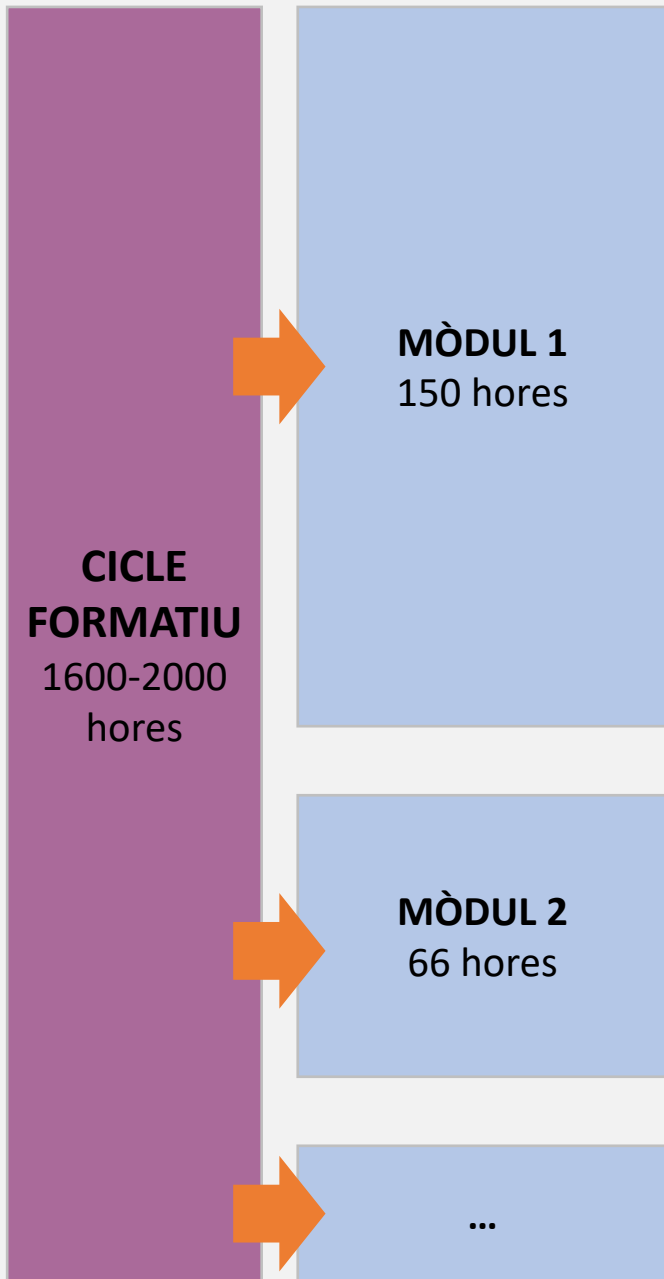 CICLE
FORMATIU
1600-2000
hores
MÒDUL 1
150 hores
MÒDUL 2
66 hores
...